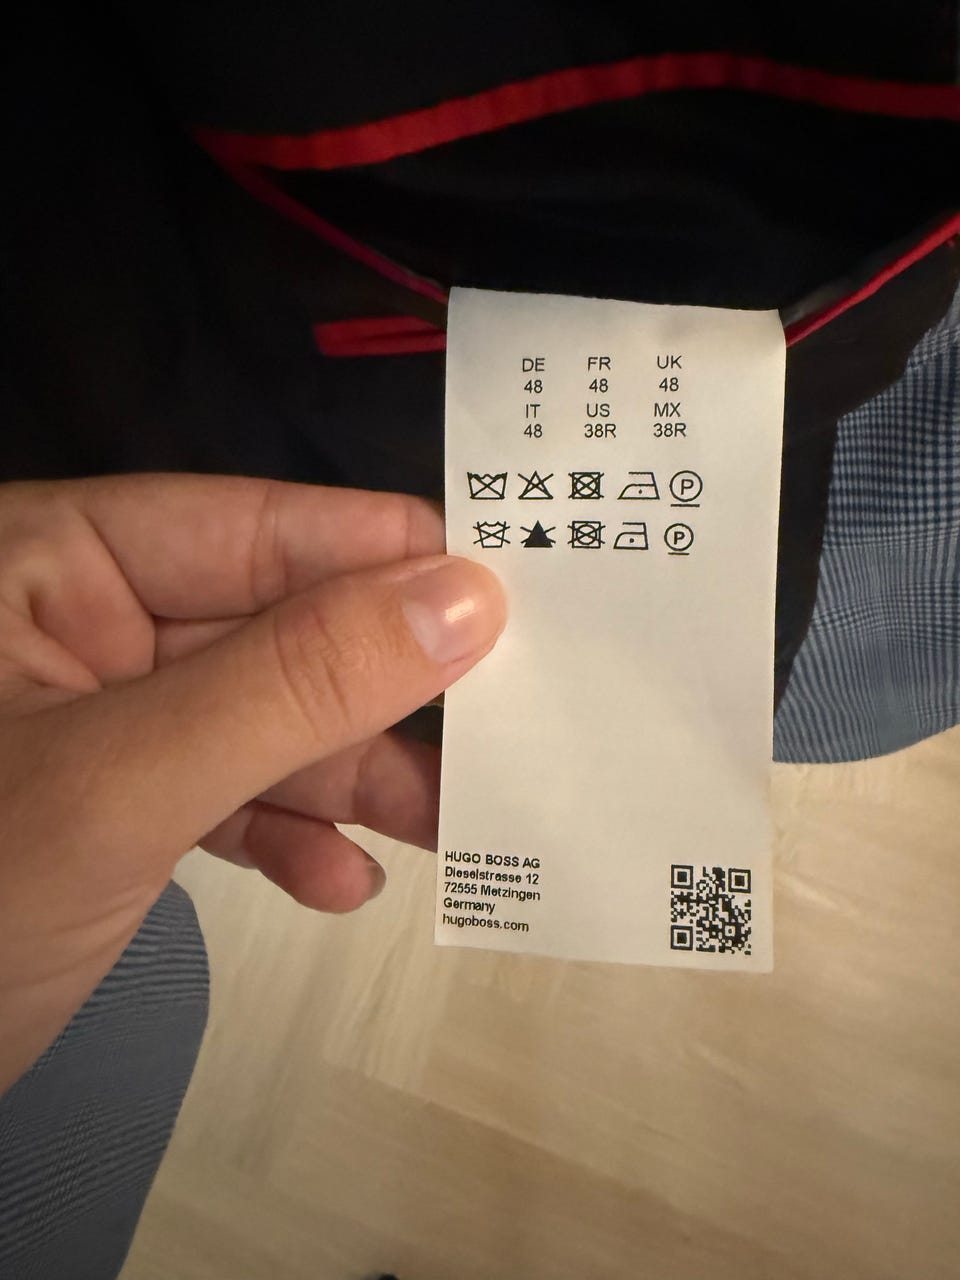 DE FR UK
48 48 48
IT US MX
48 38R 38R
P
P
HUGO BOSS AG
Dieselstrasse 12
72555 Metzingen
Germany
hugoboss.com